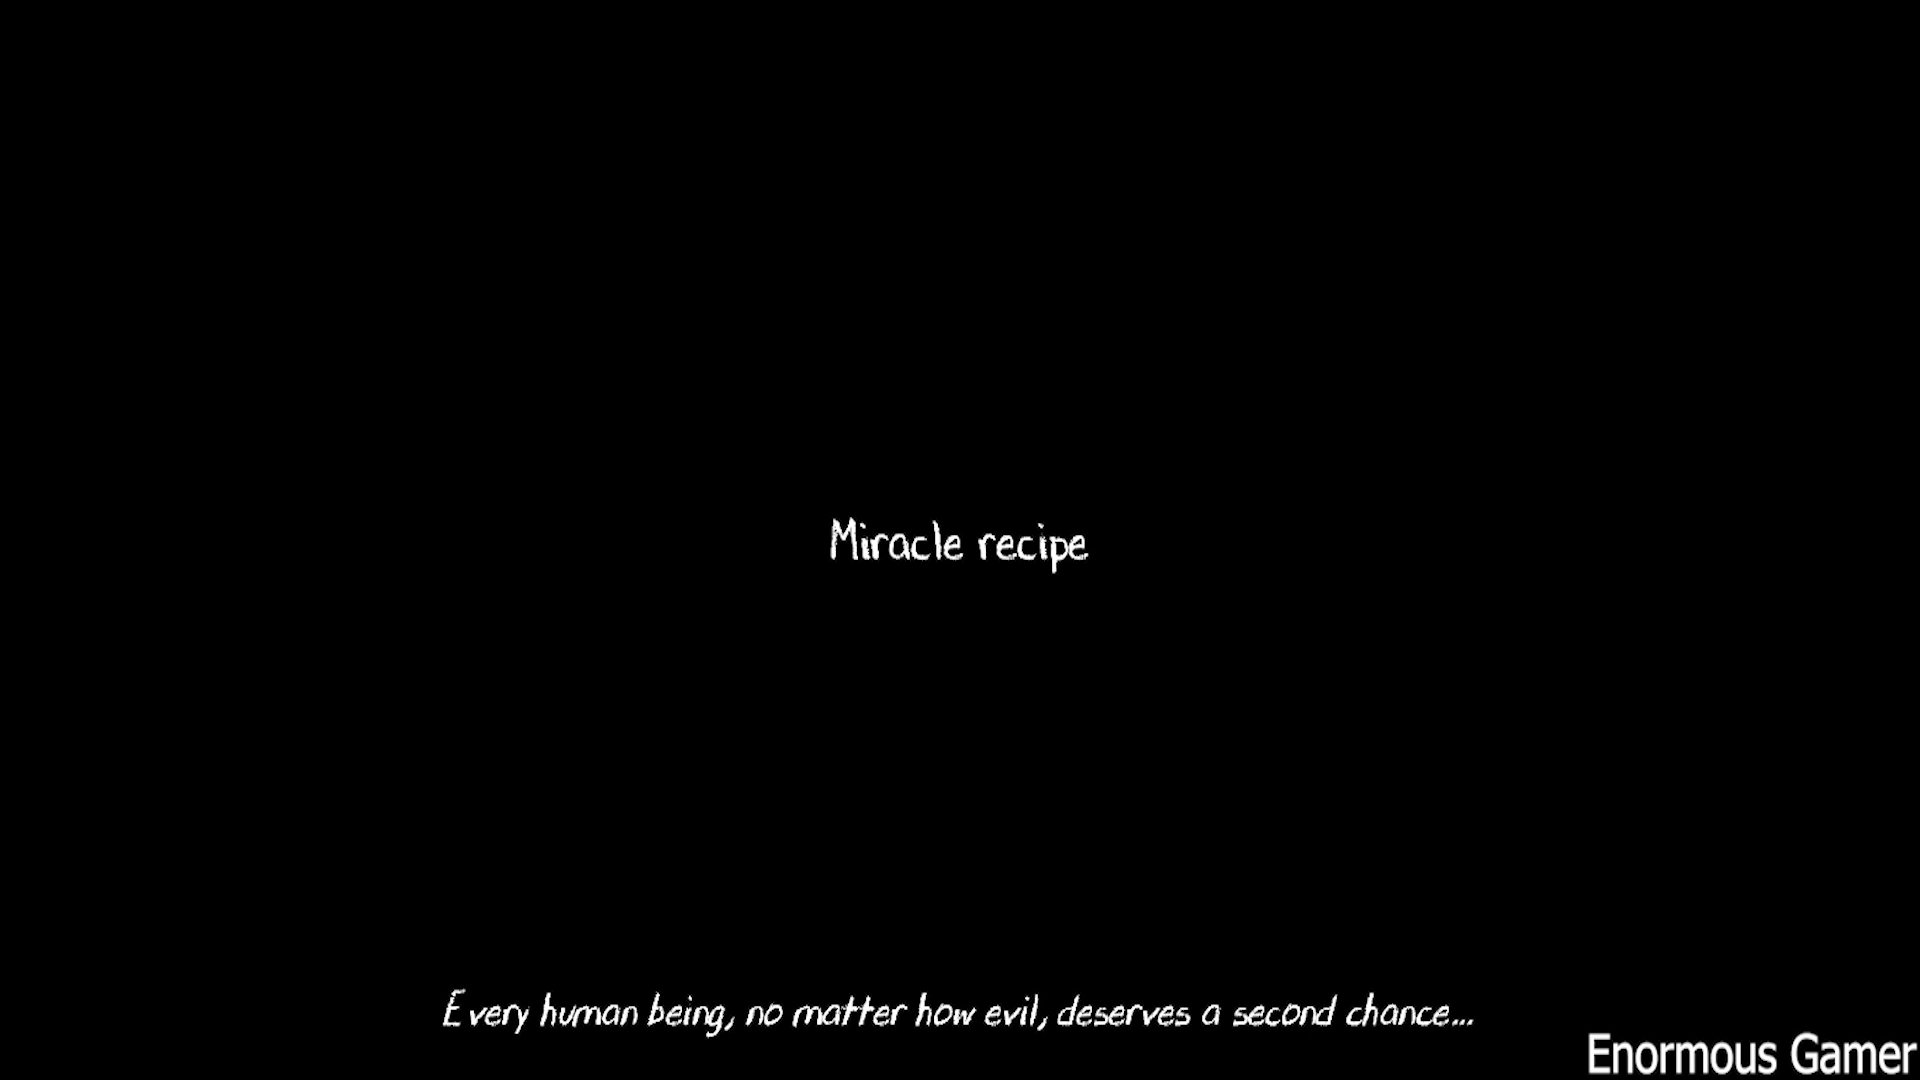 Miracle recipe
Every human being, no matter how evil, deserves a second chance...
Enormous Gamer